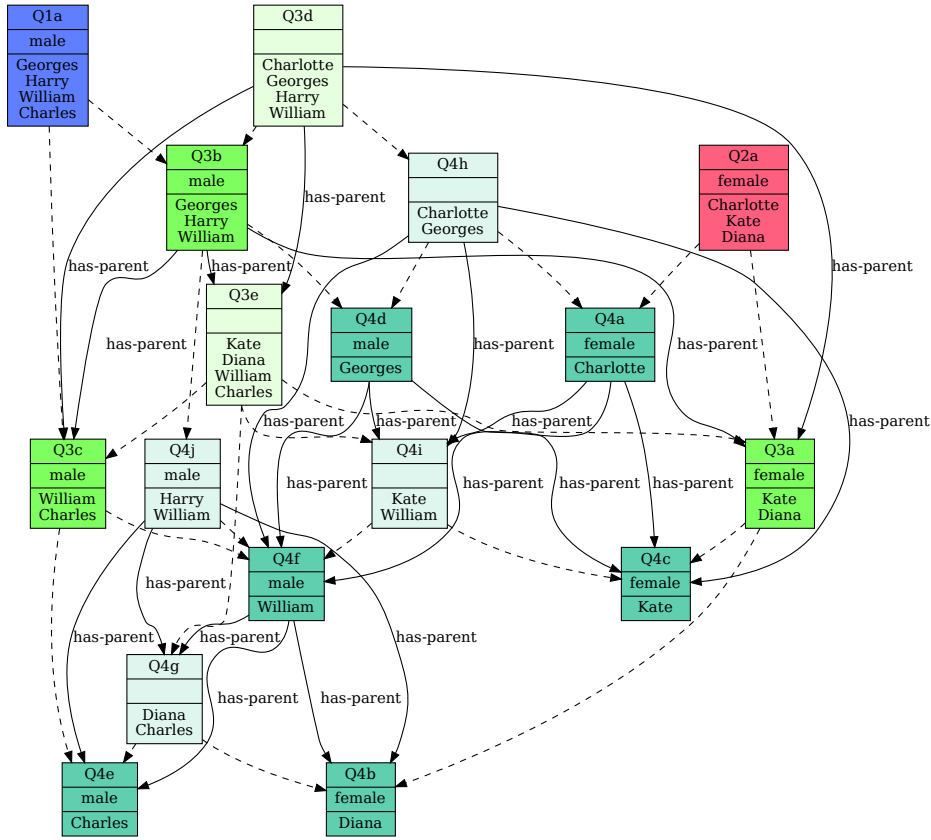 Q1a
male
Georges
Harry
William
Charles
Q3d
Charlotte
Georges
Harry
William
Q3b
male
Georges
Harry
William
Q4h
Charlotte
Georges
Q2a
female
Charlotte
Kate
Diana
has-parent
has-parent
has-parent
has-parent
Q3e
Kate
Diana
William
Charles
Q4d
male
Georges
Q4a
female
Charlotte
has-parent
has-parent
has-parent
has-parent
has-parent
has-parent
has-parent
Q3c
male
William
Charles
Q4j
male
Harry
William
Q4i
Kate
William
Q3a
female
Kate
Diana
has-parent
has-parent
has-parent
has-parent
Q4f
male
William
Q4c
female
Kate
has-parent
has-parent
has-parent
has-parent
Q4g
Diana
Charles
has-parent
has-parent
Q4e
male
Charles
Q4b
female
Diana